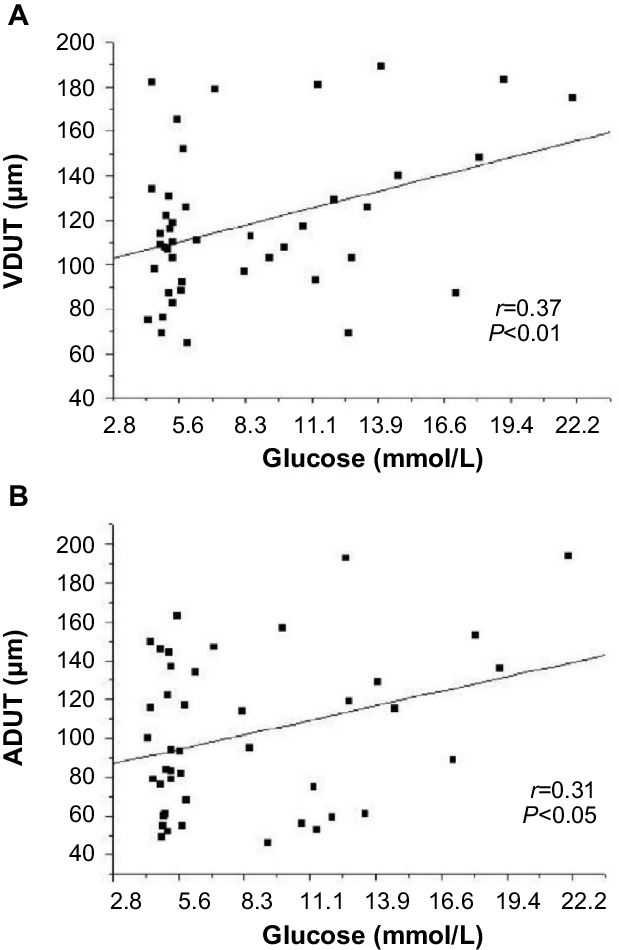 A
VDUT (µm)
200
180
160
140
120
100
80
60
40
r=0.37
P<0.01
2.8 5.6 8.3 11.1 13.9 16.6 19.4 22.2
Glucose (mmol/L)
B
ADUT (µm)
200
180
160
140
120
100
80
60
40
r=0.31
P<0.05
2.8 5.6 8.3 11.1 13.9 16.6 19.4 22.2
Glucose (mmol/L)